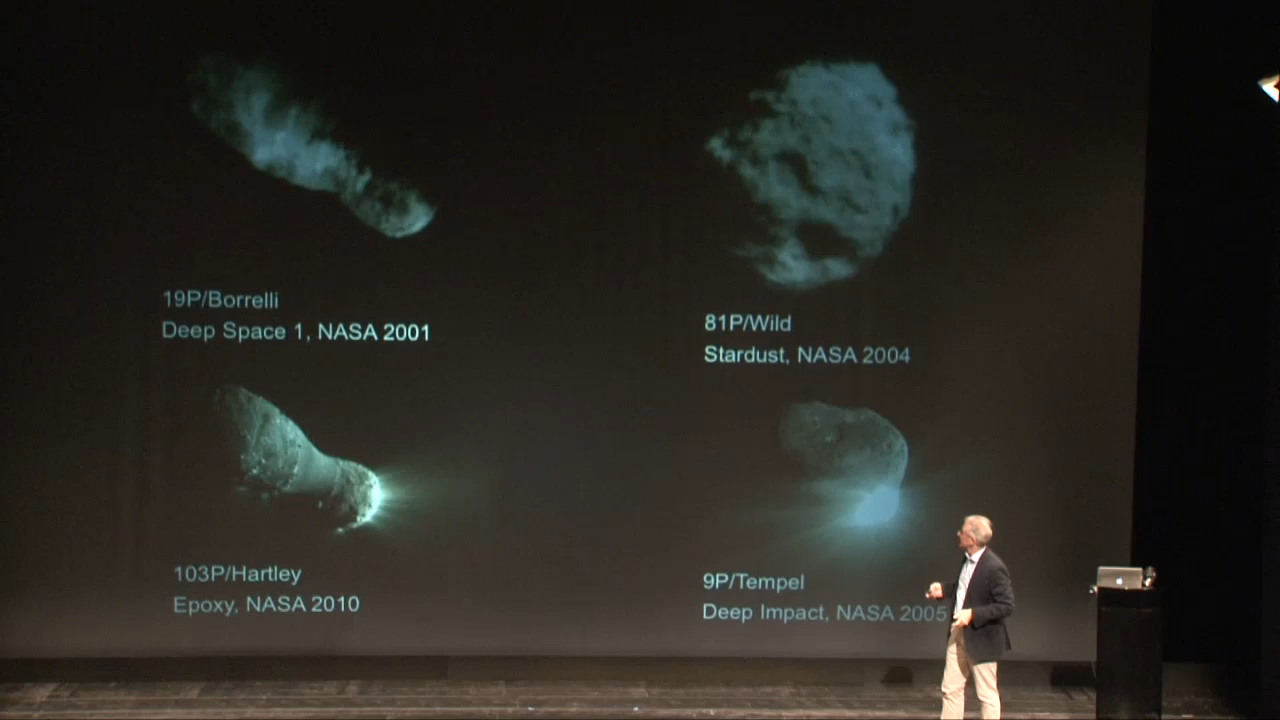 19P/Borrelli
Deep Space 1, NASA 2001
81P/Wild
Stardust, NASA 2004
103P/Hartley
Epoxy, NASA 2010
9P/Tempel
Deep Impact, NASA 2005